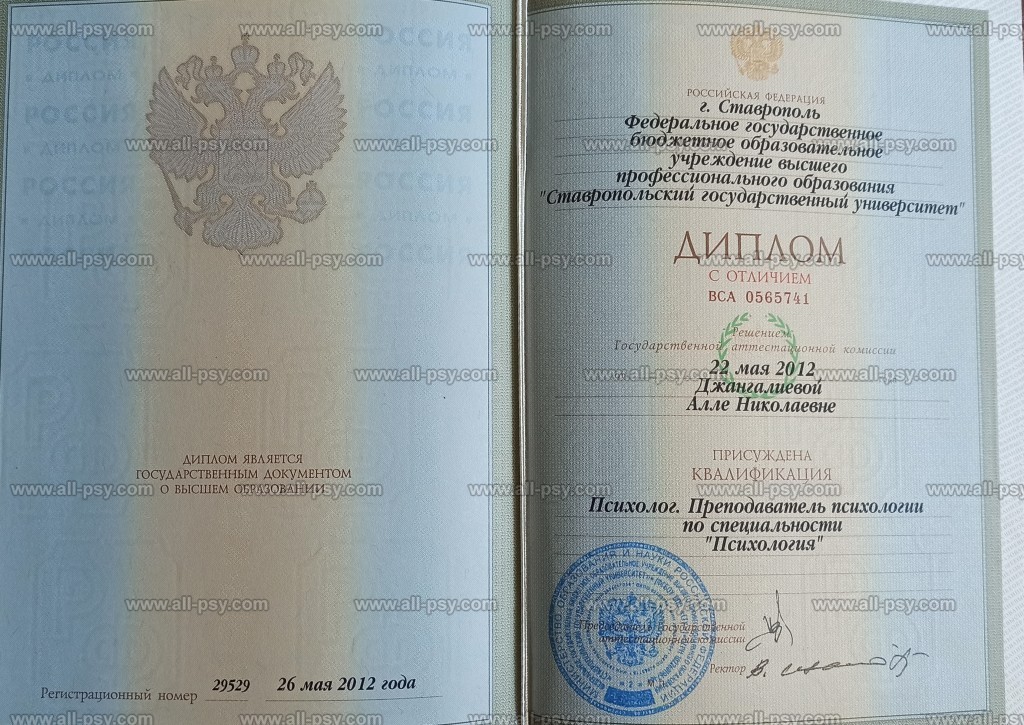 ДИПЛОМ ЯВЛЯЕТСЯ
ГОСУДАРСТВЕННЫМ ДОКУМЕНТОМ
О ВЫСШЕМ ОБРАЗОВАНИИ
Регистрационный номер 29529 26 мая 2012 года
РОССИЙСКАЯ ФЕДЕРАЦИЯ
г. Ставрополь
Федеральное государственное
бюджетное образовательное
учреждение высшего
профессионального образования
"Ставропольский государственный университет"
ДИПЛОМ
С ОТЛИЧИЕМ
ВСА 0565741
Решением
Государственной аттестационной комиссии
22 мая 2012
Джангалиевой
Алле Николаевне
ПРИСУЖДЕНА
КВАЛИФИКАЦИЯ
Психолог. Преподаватель психологии
по специальности
"Психология"
Председатель Государственной
аттестационной комиссии
Ректор
www.all-psy.com